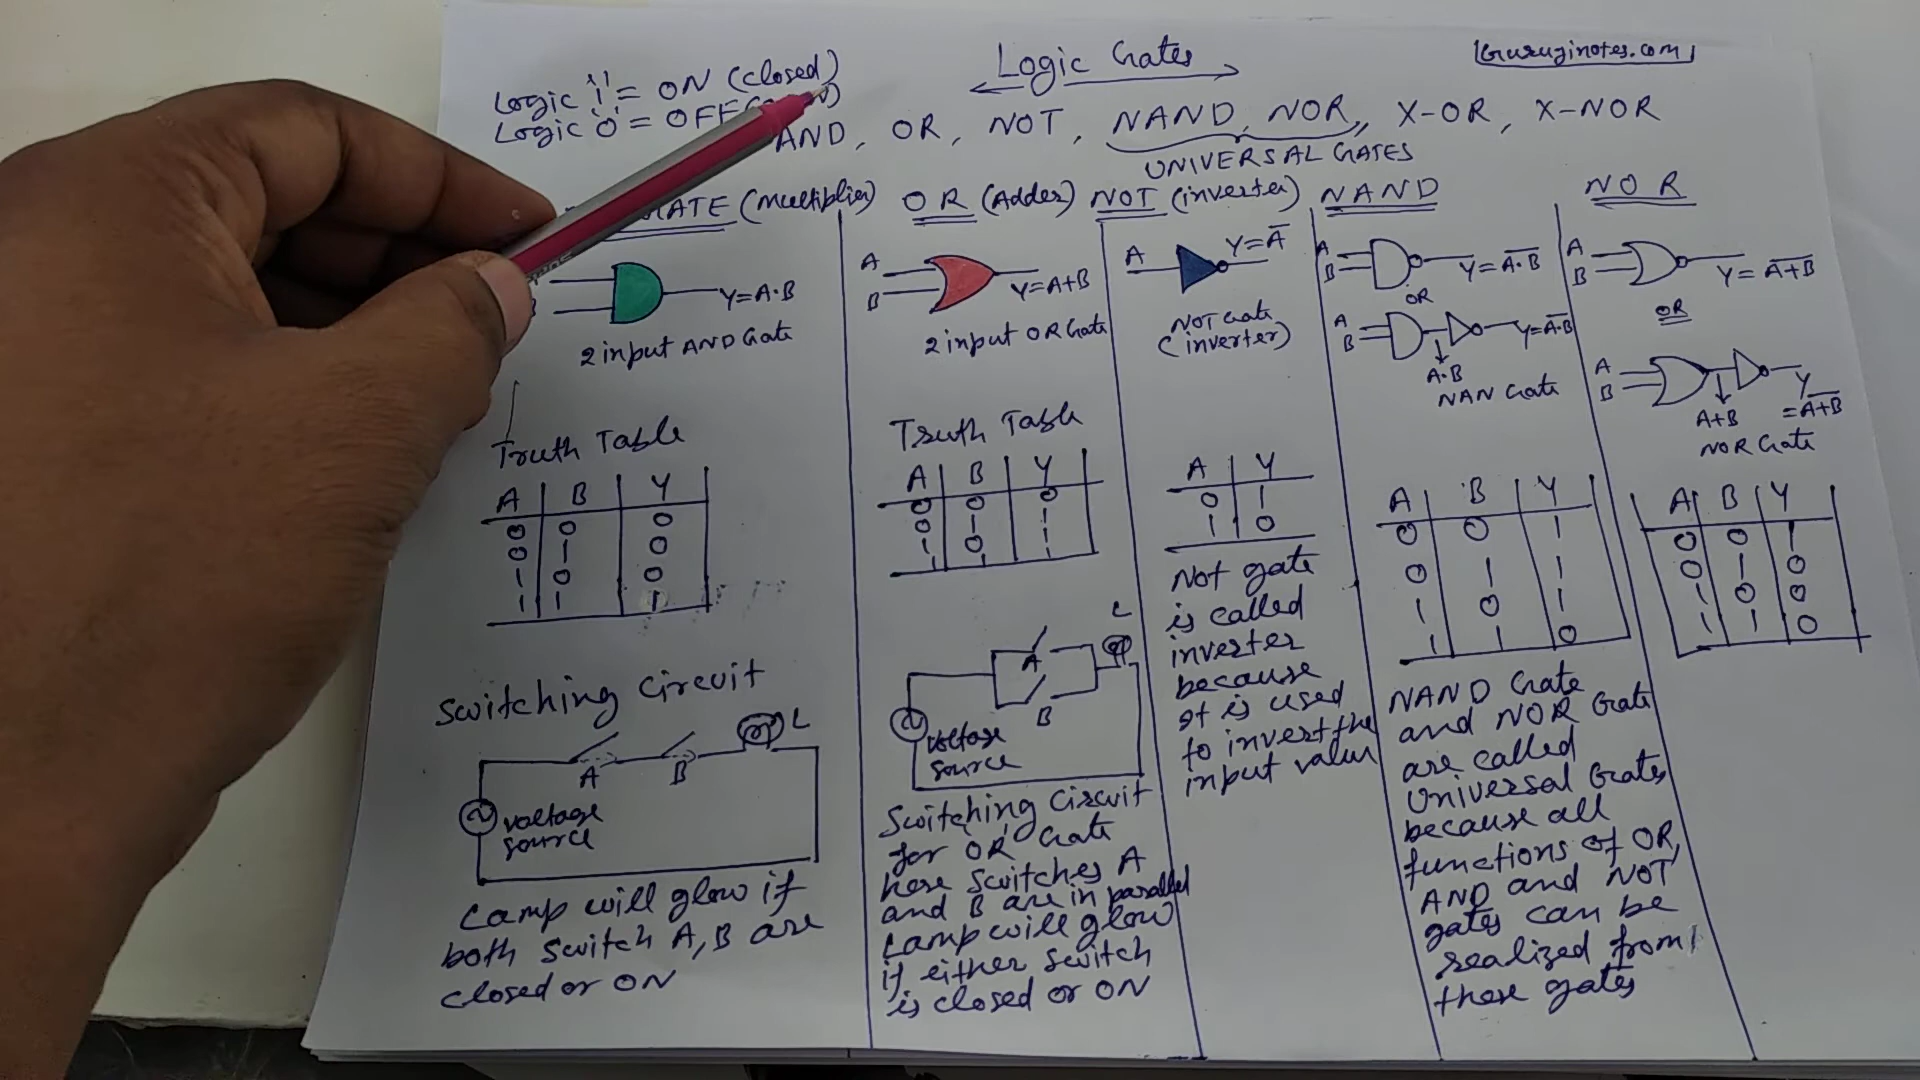 Logic Gates
Guruginotes.com
Logic '1' = ON (closed)
Logic '0' = OFF
AND, OR, NOT, NAND, NOR, X-OR, X-NOR
UNIVERSAL GATES
GATE (Multiplier)
Y=A·B
2 input AND Gate
Truth Table
A B Y
0 0 0
0 1 0
1 0 0
1 1 1
Switching Circuit
A B L
voltage
source
Lamp will glow if
both switch A, B are
closed or ON
OR (Adder)
A
B
Y=A+B
2 input OR Gate
Truth Table
A B Y
0 0 0
0 1 1
1 0 1
1 1
L
A
B
voltage
source
Switching Circuit
for 'OR' Gate
here switches A
and B are in parallel
Lamp will glow
if either switch
is closed or ON
NOT (inverter)
A Y=A̅
NOT Gate
(inverter)
A Y
0 1
1 0
Not gate
is called
inverter
because
It is used
to invert the
input value
NAND
A
B
Y=A̅·̅B̅
OR
A
B
Y=A̅·̅B̅
A·B
NAN Gate
A B Y
0 0 1
0 1 1
1 0 1
1 1 0
NAND Gate
and NOR Gate
are called
Universal Gates
because all
functions of OR,
AND and NOT
gates can be
realized from
these gates
NOR
A
B
Y=A̅+̅B̅
OR
A
B
Y
=A̅+̅B̅
A+B
NOR Gate
A B Y
0 0 1
0 1 0
1 0 0
1 1 0